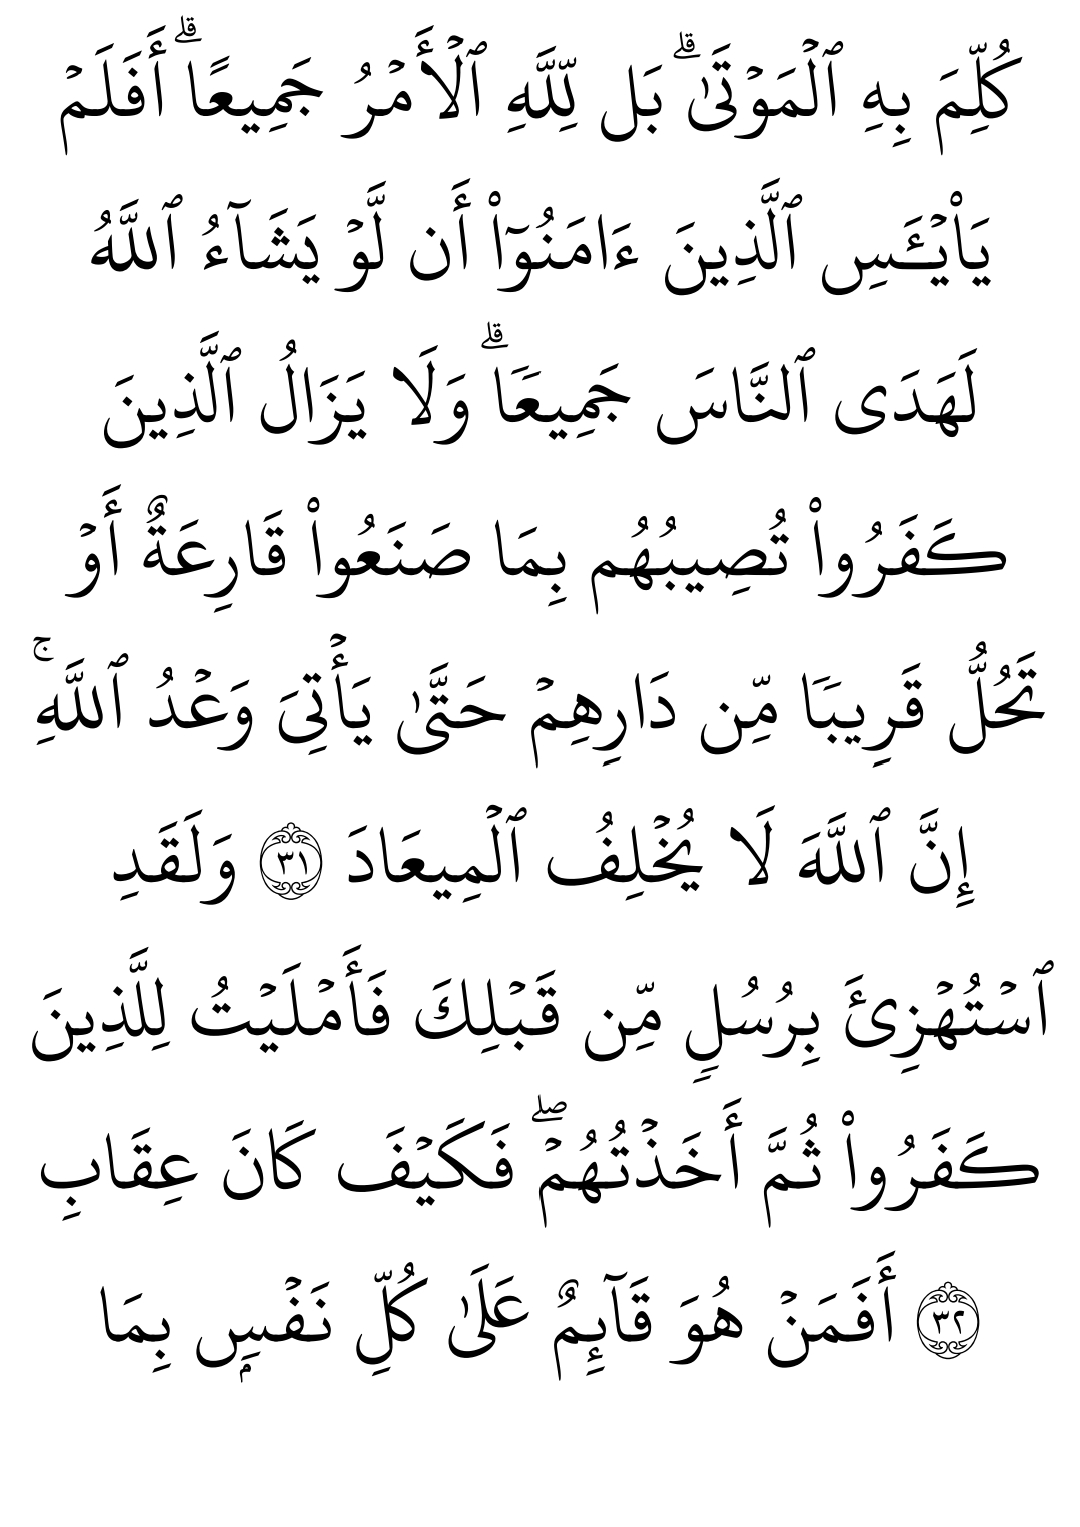 كُلِّمَ بِهِ ٱلۡمَوۡتَىٰۗ بَل لِّلَّهِ ٱلۡأَمۡرُ جَمِيعًاۗ أَفَلَمۡ
يَاْيۡـَٔسِ ٱلَّذِينَ ءَامَنُوٓاْ أَن لَّوۡ يَشَآءُ ٱللَّهُ
لَهَدَى ٱلنَّاسَ جَمِيعٗاۗ وَلَا يَزَالُ ٱلَّذِينَ
كَفَرُواْ تُصِيبُهُم بِمَا صَنَعُواْ قَارِعَةٌ أَوۡ
تَحُلُّ قَرِيبٗا مِّن دَارِهِمۡ حَتَّىٰ يَأۡتِيَ وَعۡدُ ٱللَّهِۚ
إِنَّ ٱللَّهَ لَا يُخۡلِفُ ٱلۡمِيعَادَ ٣١ وَلَقَدِ
ٱسۡتُهۡزِئَ بِرُسُلٖ مِّن قَبۡلِكَ فَأَمۡلَيۡتُ لِلَّذِينَ
كَفَرُواْ ثُمَّ أَخَذۡتُهُمۡۖ فَكَيۡفَ كَانَ عِقَابِ
٣٢ أَفَمَنۡ هُوَ قَآئِمٌ عَلَىٰ كُلِّ نَفۡسِۭ بِمَا